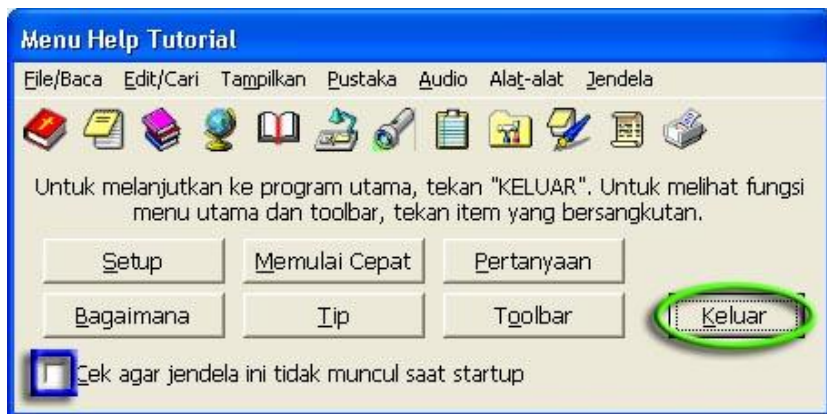 Menu Help Tutorial
File/Baca Edit/Cari Tampilkan Pustaka Audio Alat-alat Jendela
Untuk melanjutkan ke program utama, tekan "KELUAR". Untuk melihat fungsi
menu utama dan toolbar, tekan item yang bersangkutan.
Setup Memulai Cepat Pertanyaan
Bagaimana Tip Toolbar Keluar
Cek agar jendela ini tidak muncul saat startup